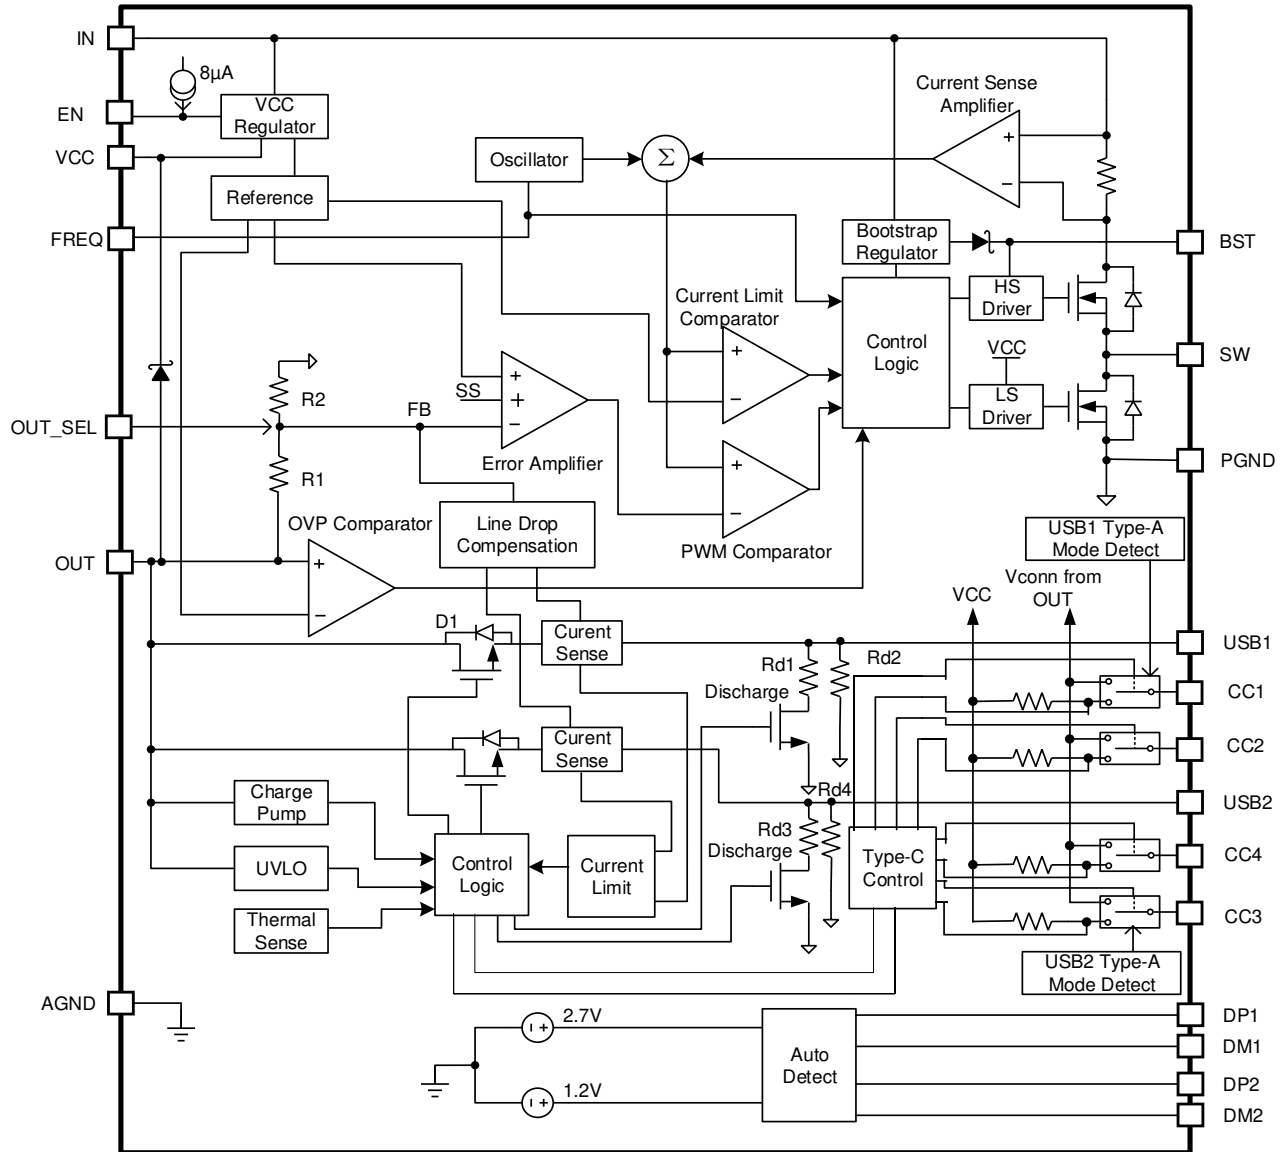 IN
8µA
EN
VCC
Regulator
VCC
Reference
FREQ
Oscillator
Σ
Current Sense
Amplifier
+
−
Bootstrap
Regulator
BST
HS
Driver
Current Limit
Comparator
+
−
Control
Logic
VCC
LS
Driver
SW
R2
SS
+
+
−
FB
Error Amplifier
OUT_SEL
R1
+
−
PWM Comparator
PGND
OVP Comparator
+
−
Line Drop
Compensation
OUT
USB1 Type-A
Mode Detect
VCC
Vconn from
OUT
D1
Curent
Sense
USB1
Rd1
Rd2
Discharge
CC1
Curent
Sense
CC2
Charge
Pump
Rd4
USB2
Rd3
Discharge
UVLO
Control
Logic
Current
Limit
Type-C
Control
CC4
Thermal
Sense
CC3
USB2 Type-A
Mode Detect
AGND
2.7V
− +
1.2V
− +
Auto
Detect
DP1
DM1
DP2
DM2